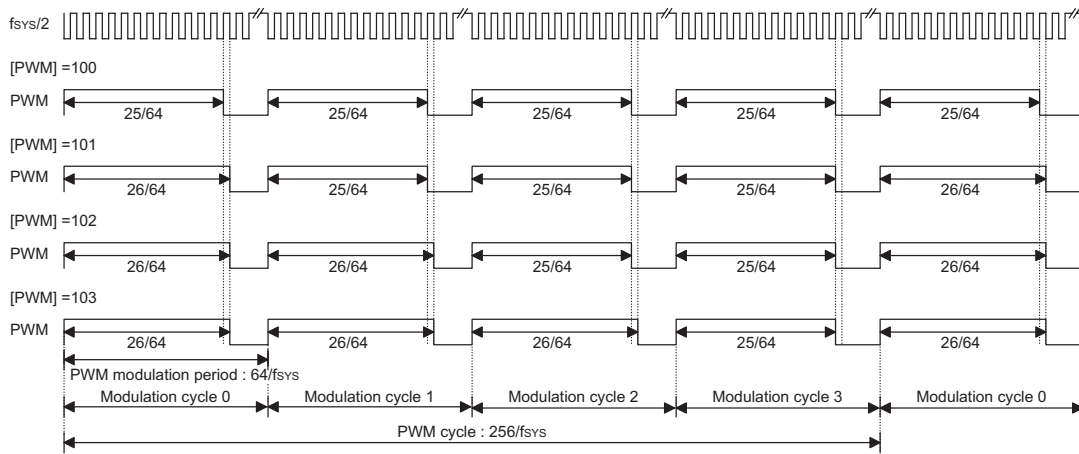 fSYS/2
[PWM] =100
PWM
25/64 25/64 25/64 25/64 25/64
[PWM] =101
PWM
26/64 25/64 25/64 25/64 26/64
[PWM] =102
PWM
26/64 26/64 25/64 25/64 26/64
[PWM] =103
PWM
26/64 26/64 26/64 25/64 26/64
PWM modulation period : 64/fSYS
Modulation cycle 0 Modulation cycle 1 Modulation cycle 2 Modulation cycle 3 Modulation cycle 0
PWM cycle : 256/fSYS